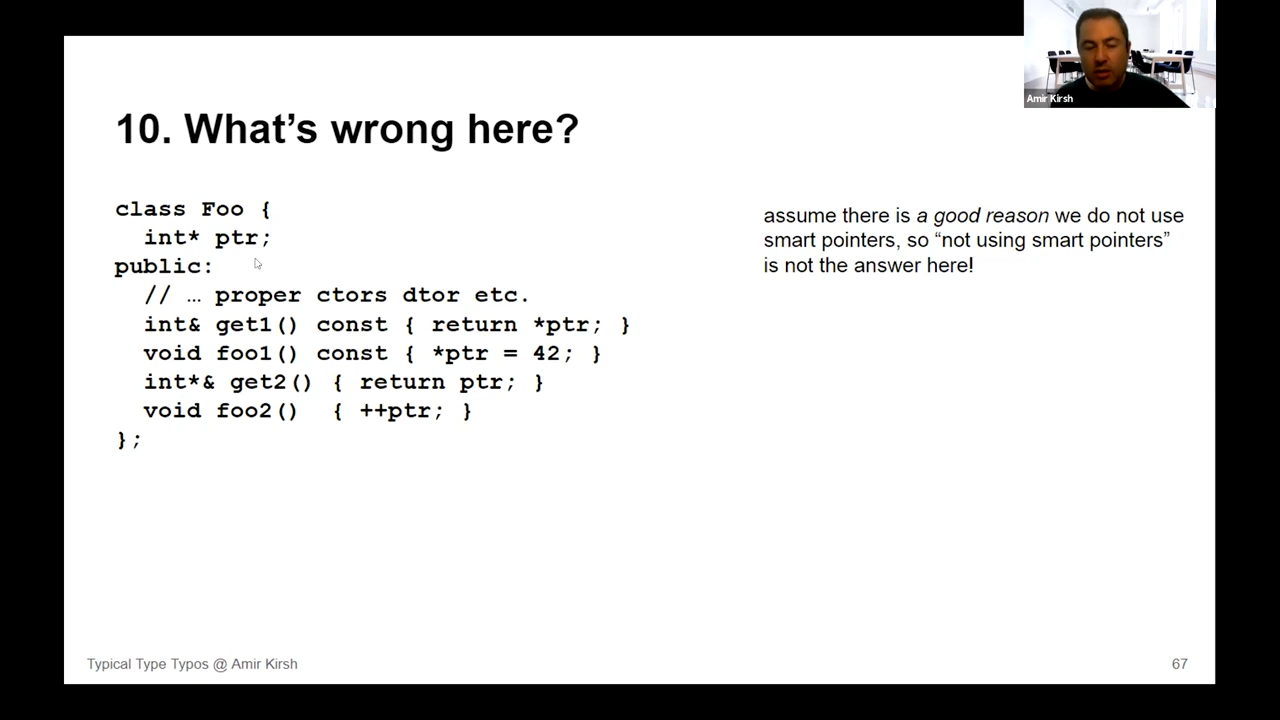 Amir Kirsh
10. What's wrong here?
class Foo {
int* ptr;
public:
// … proper ctors dtor etc.
int& get1() const { return *ptr; }
void foo1() const { *ptr = 42; }
int*& get2() { return ptr; }
void foo2() { ++ptr; }
};
assume there is a good reason we do not use
smart pointers, so “not using smart pointers”
is not the answer here!
Typical Type Typos @ Amir Kirsh
67